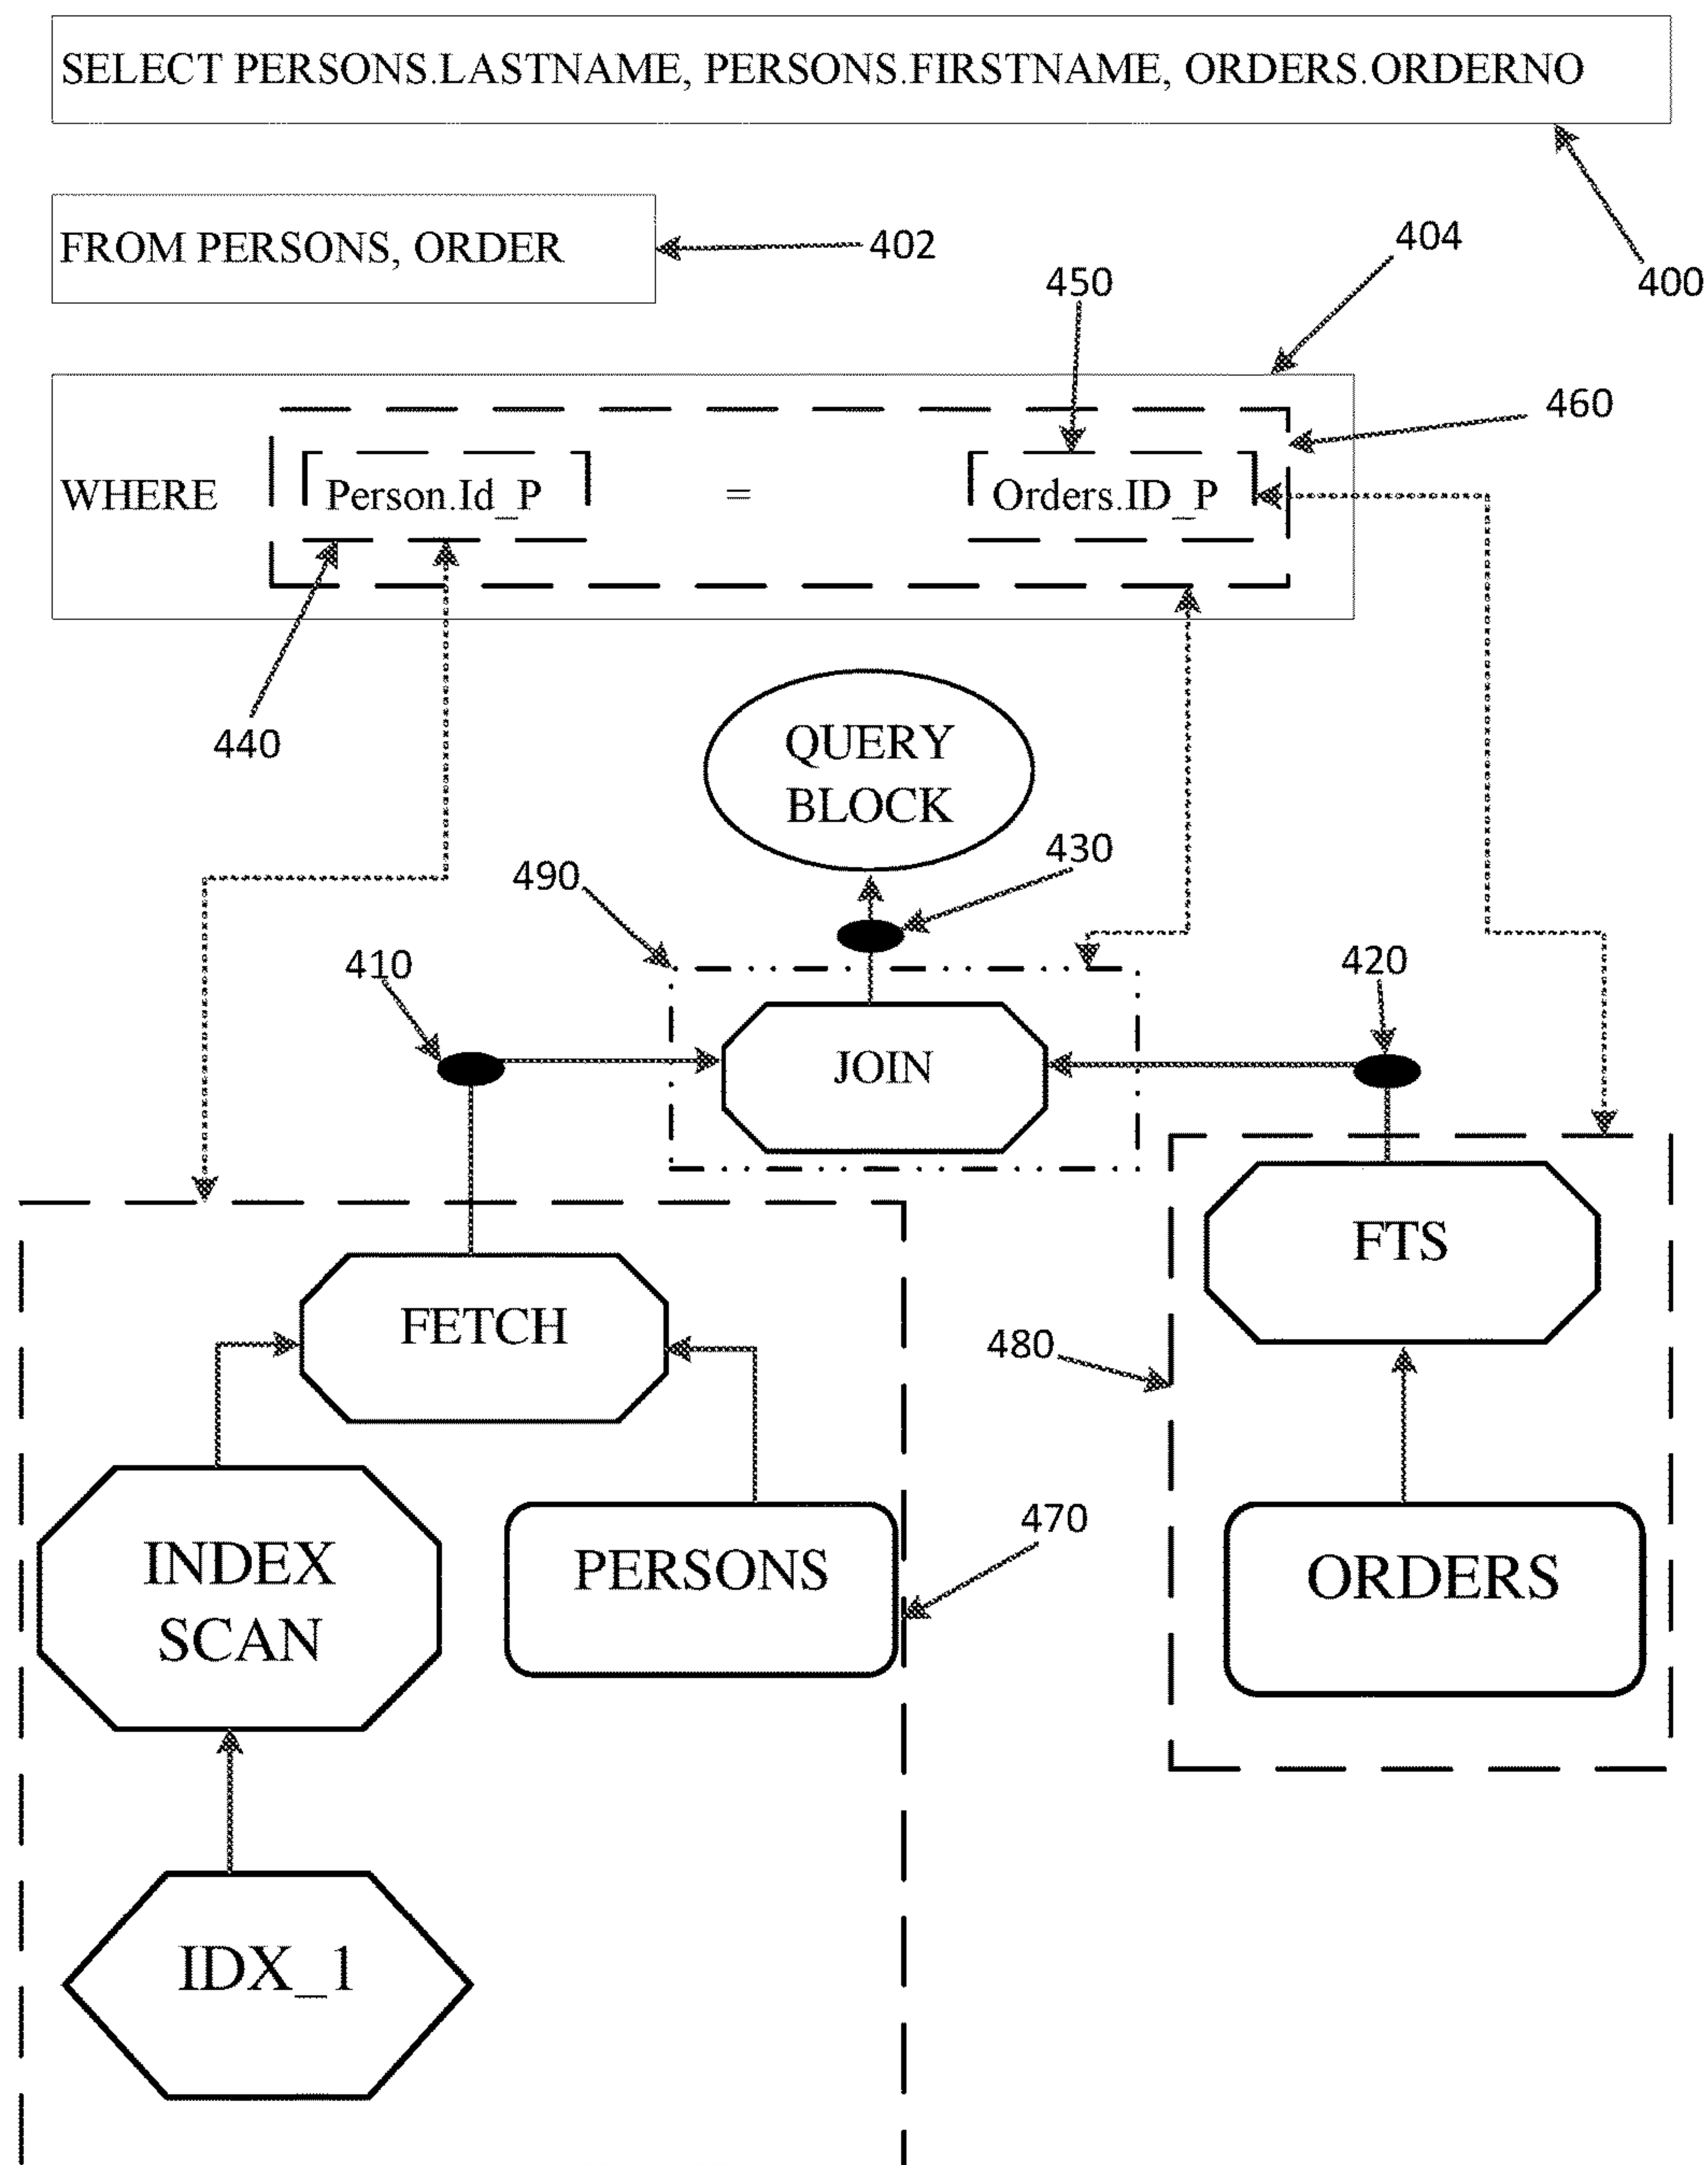 SELECT PERSONS.LASTNAME, PERSONS.FIRSTNAME, ORDERS.ORDERNO
400
FROM PERSONS, ORDER
402
404
450
460
WHERE Person.Id_P = Orders.ID_P
440
QUERY
BLOCK
430
490
410
420
JOIN
FTS
FETCH
480
470
INDEX
SCAN
PERSONS
ORDERS
IDX_1